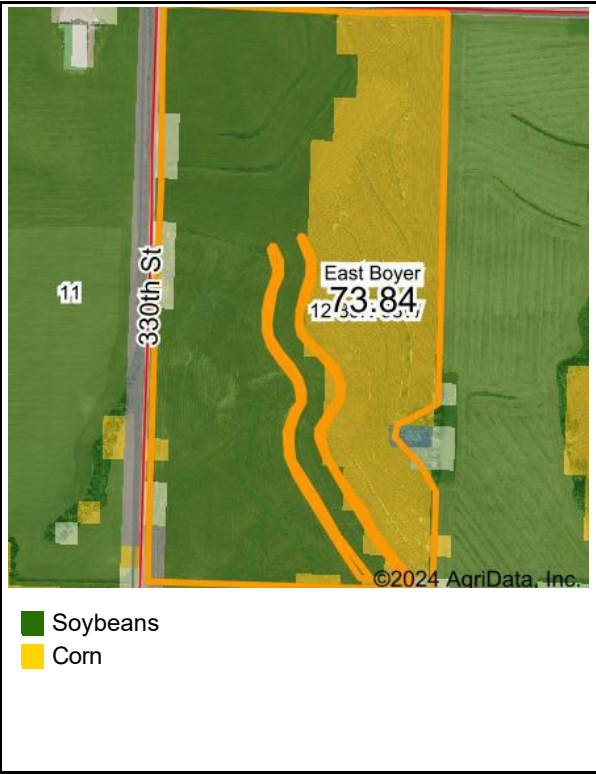 East Boyer
73.84
11
330th St
©2024 AgriData, Inc.
Soybeans
Corn